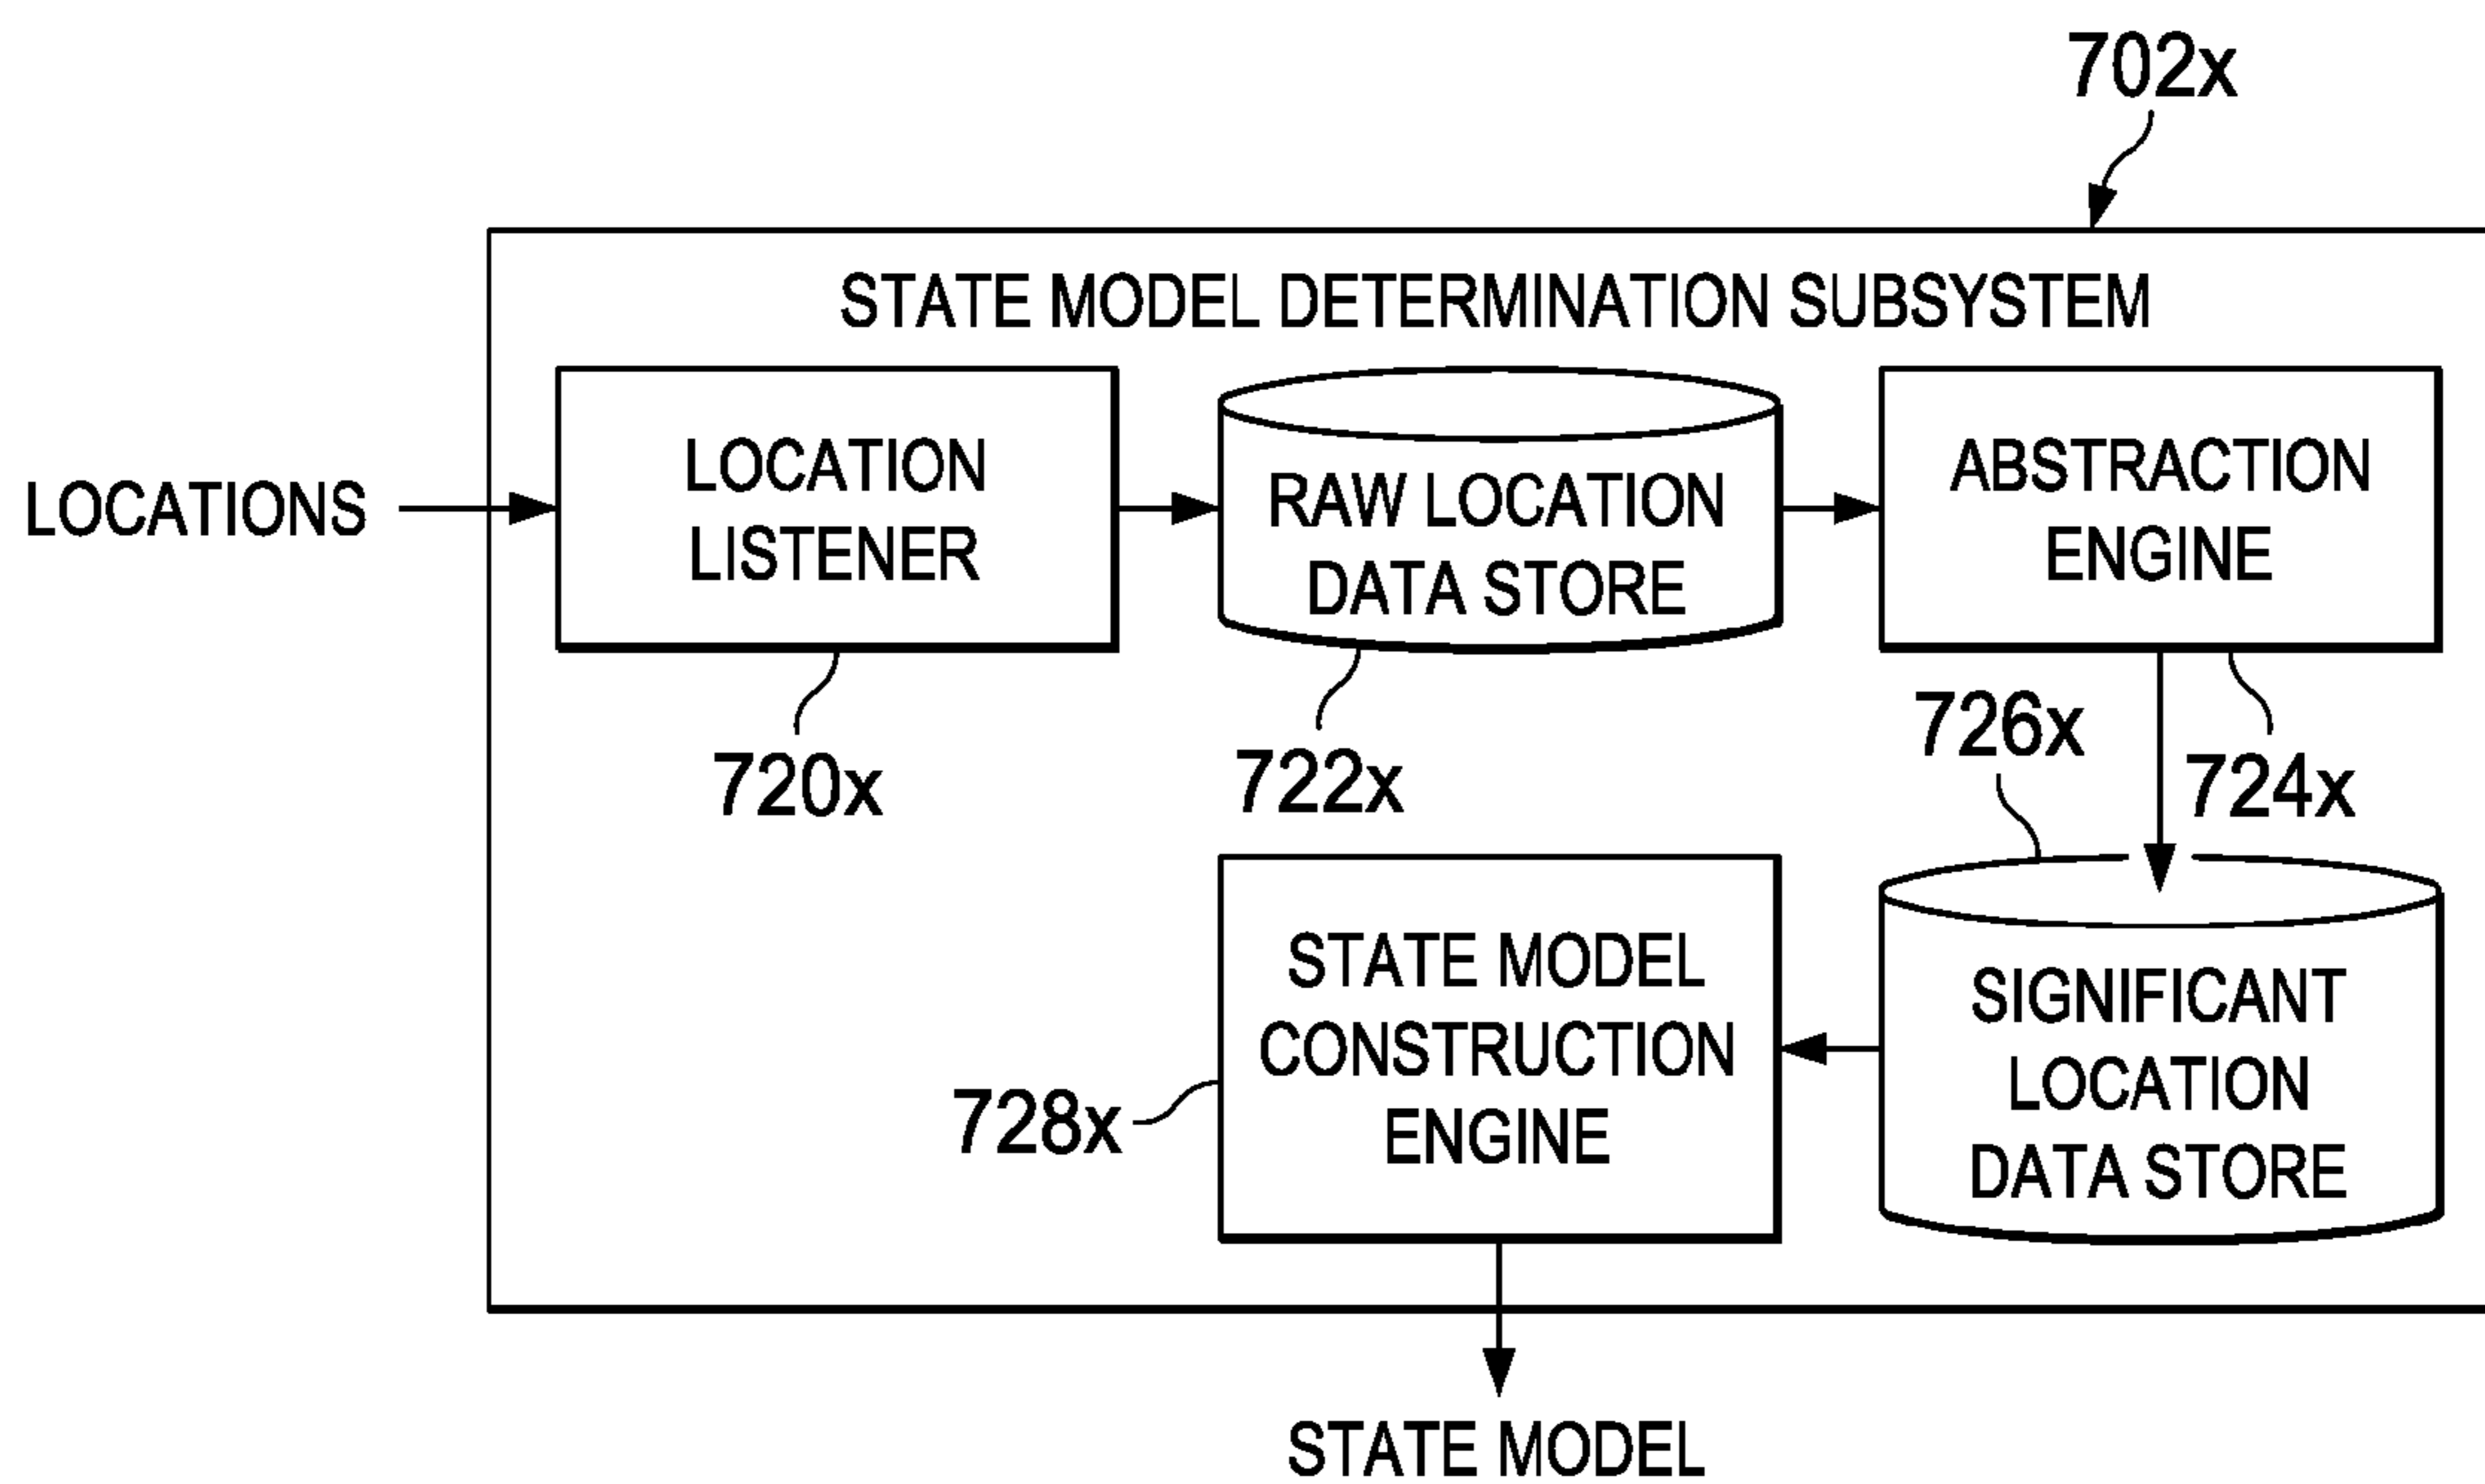 702x
STATE MODEL DETERMINATION SUBSYSTEM
LOCATIONS
LOCATION
LISTENER
RAW LOCATION
DATA STORE
ABSTRACTION
ENGINE
720x
722x
726x
724x
STATE MODEL
CONSTRUCTION
ENGINE
728x
SIGNIFICANT
LOCATION
DATA STORE
STATE MODEL